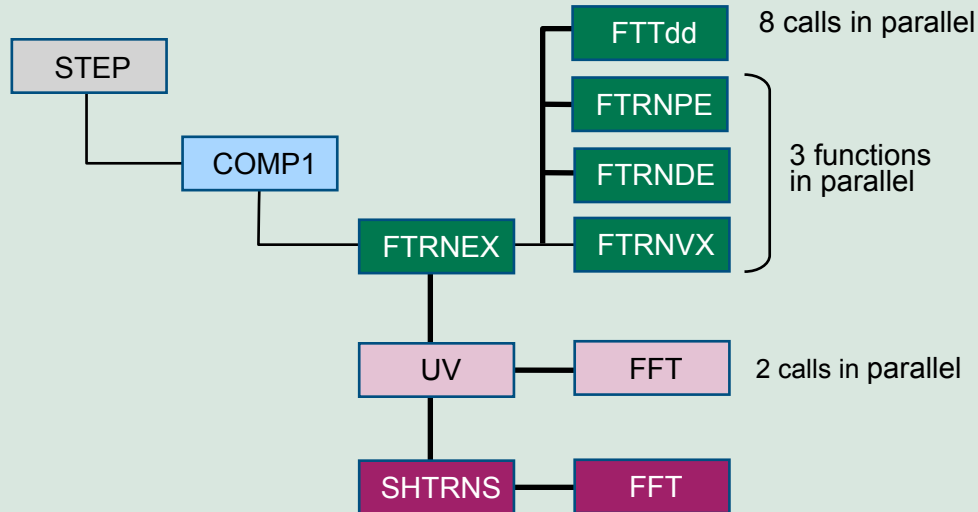 FTTdd
8 calls in parallel
STEP
FTRNPE
COMP1
3 functions
in parallel
FTRNDE
FTRNEX
FTRNVX
UV
FFT
2 calls in parallel
SHTRNS
FFT